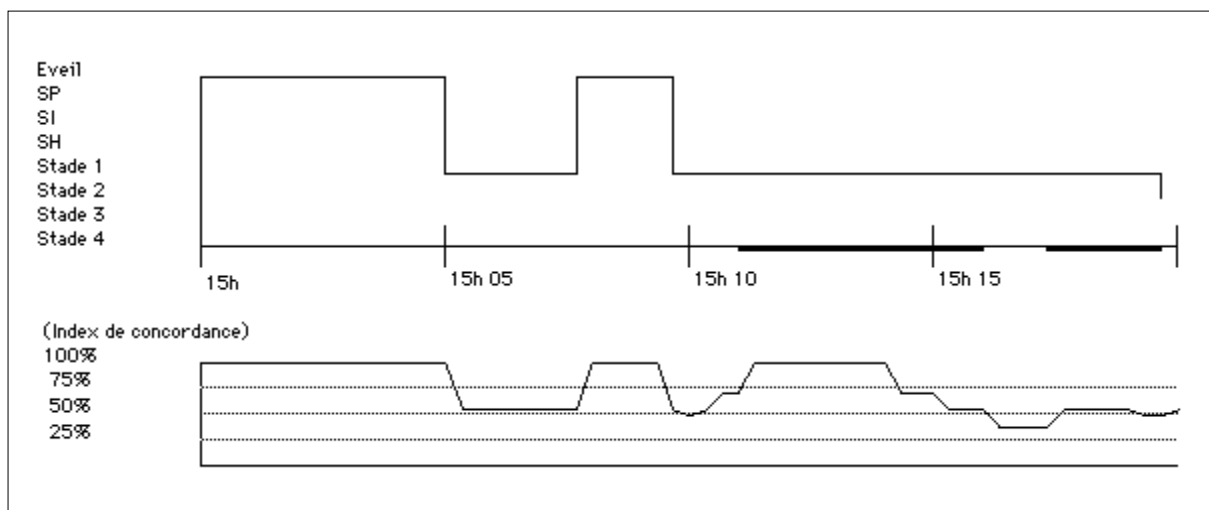 Eveil
SP
SI
SH
Stade 1
Stade 2
Stade 3
Stade 4
15h 15h 05 15h 10 15h 15
(Index de concordance)
100%
75%
50%
25%